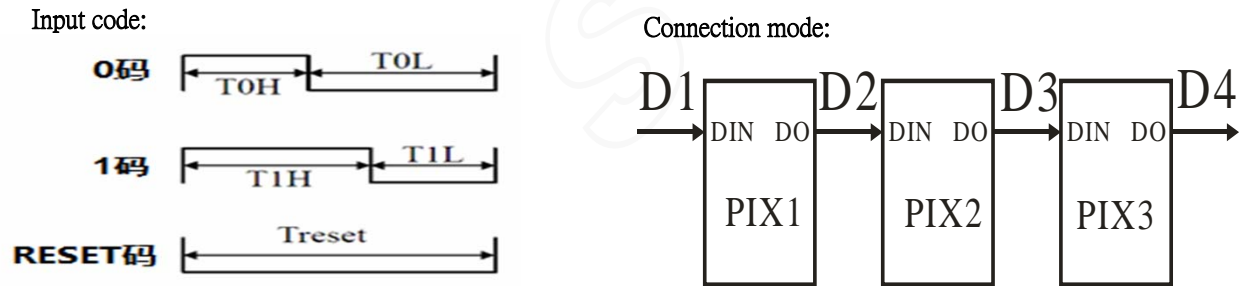 Input code:
0码
T0H
T0L
1码
T1H
T1L
RESET码
Treset
Connection mode:
D1
D2
D3
D4
DIN DO
DIN DO
DIN DO
PIX1
PIX2
PIX3